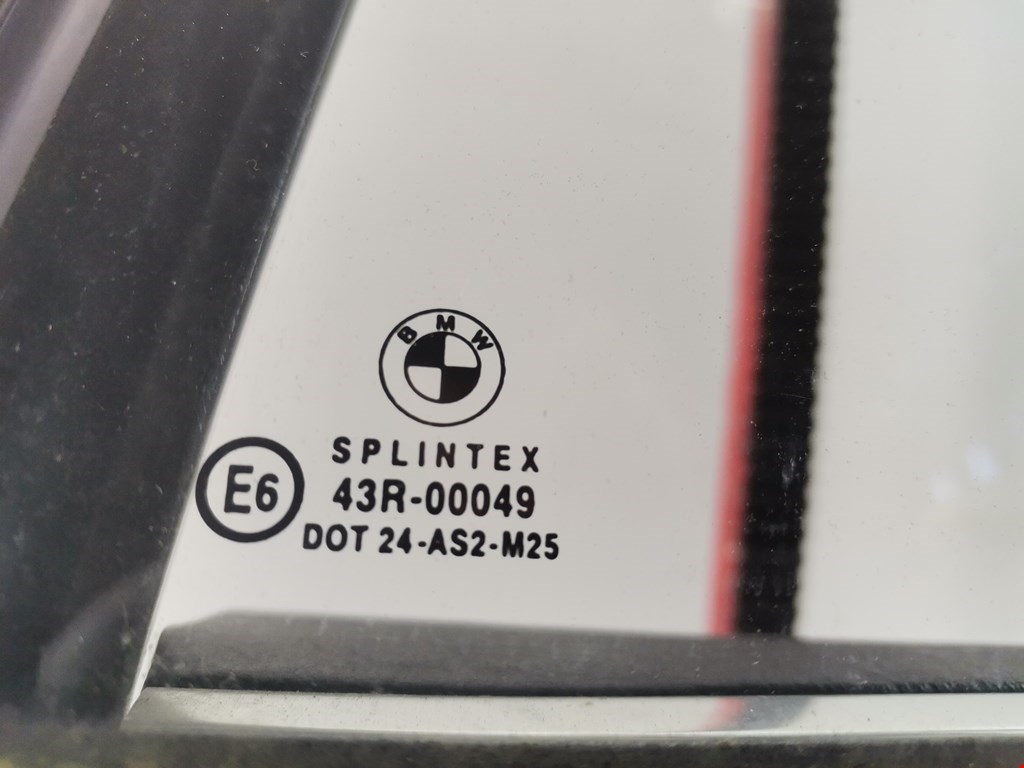 BMW
SPLINTEX
E6
43R-00049
DOT 24-AS2-M25